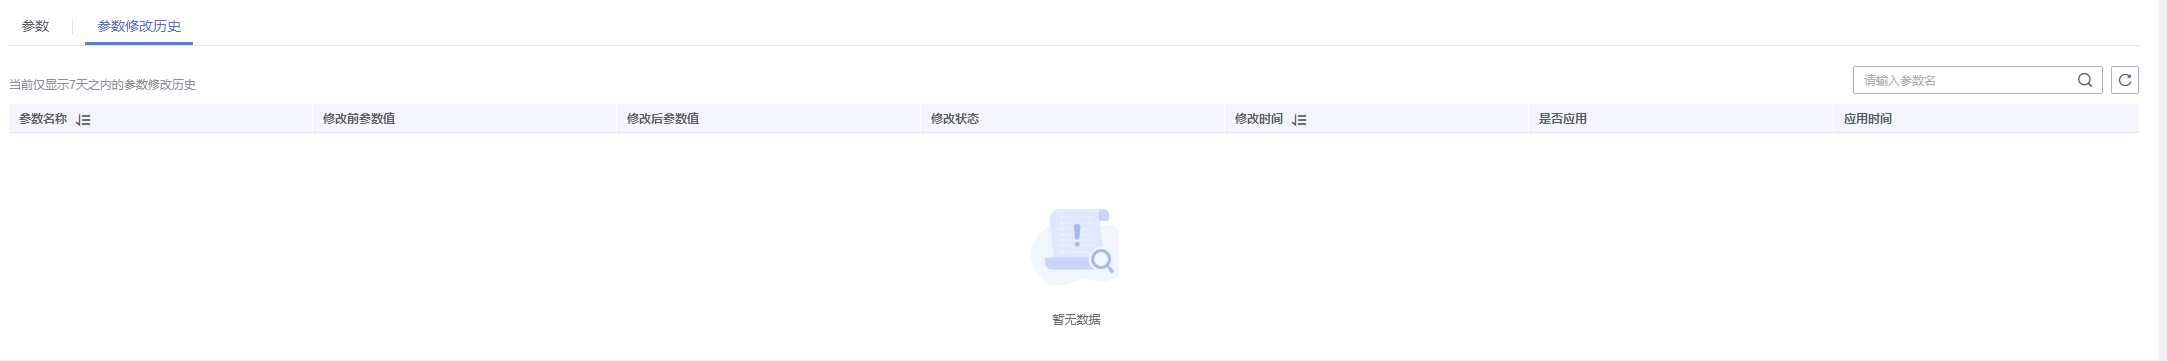 参数 参数修改历史
当前仅显示7天之内的参数修改历史 请输入参数名
参数名称 修改前参数值 修改后参数值 修改状态 修改时间 是否应用 应用时间
暂无数据